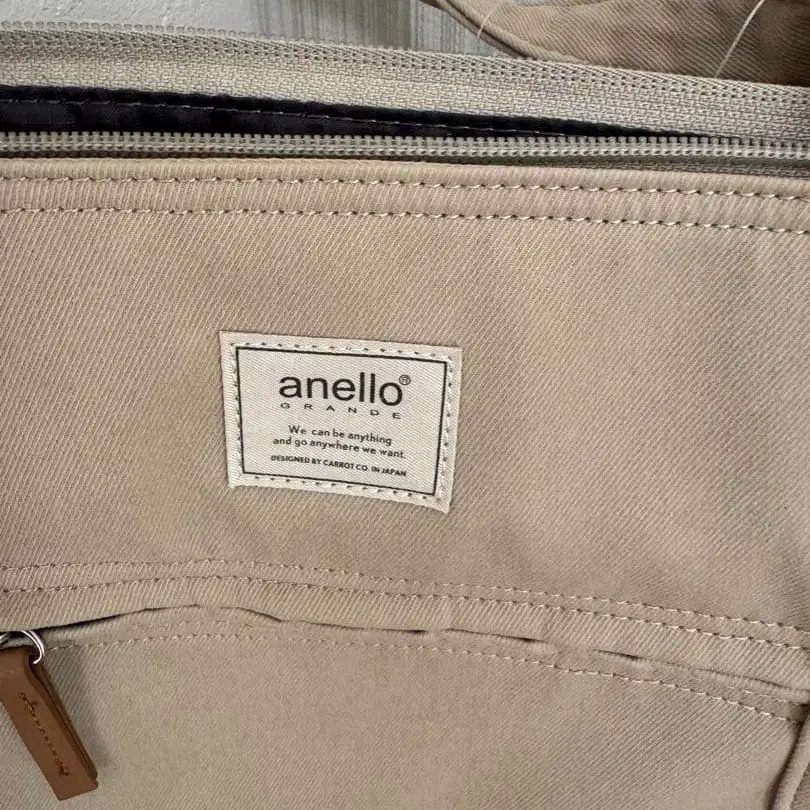 anello®
GRANDE
We can be anything
and go anywhere we want.
DESIGNED BY CARROT CO. IN JAPAN